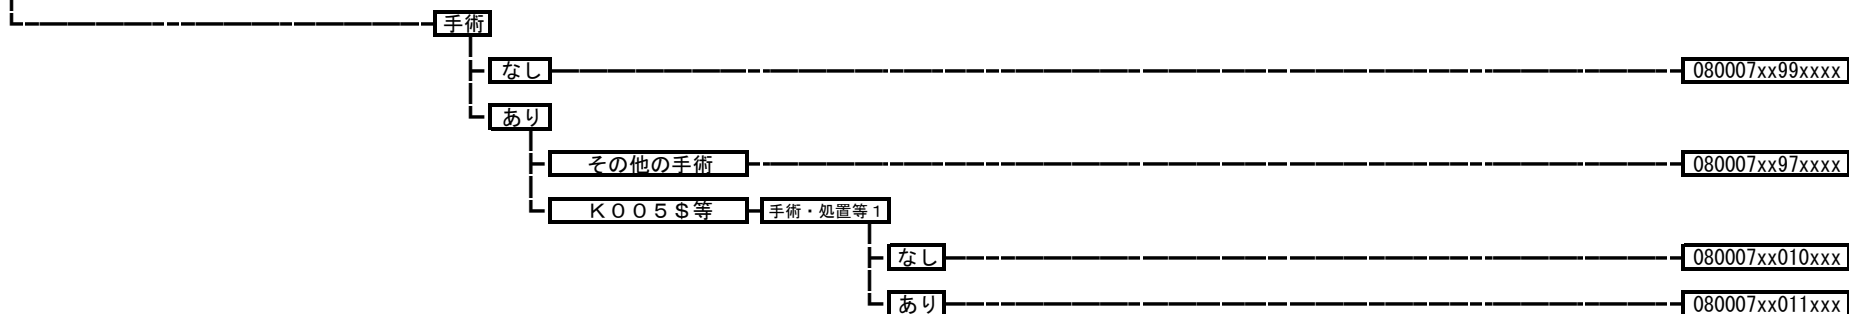 手術
なし 080007xx99xxxx
あり
その他の手術 080007xx97xxxx
K005$等 手術・処置等1
なし 080007xx010xxx
あり 080007xx011xxx